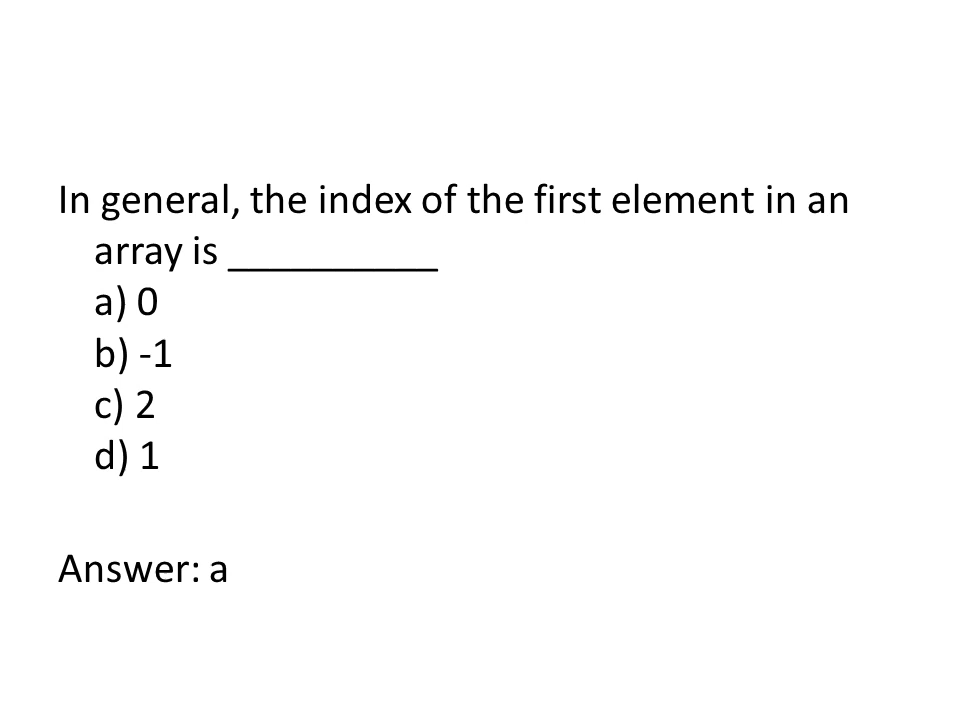 In general, the index of the first element in an
array is __________
a) 0
b) -1
c) 2
d) 1
Answer: a